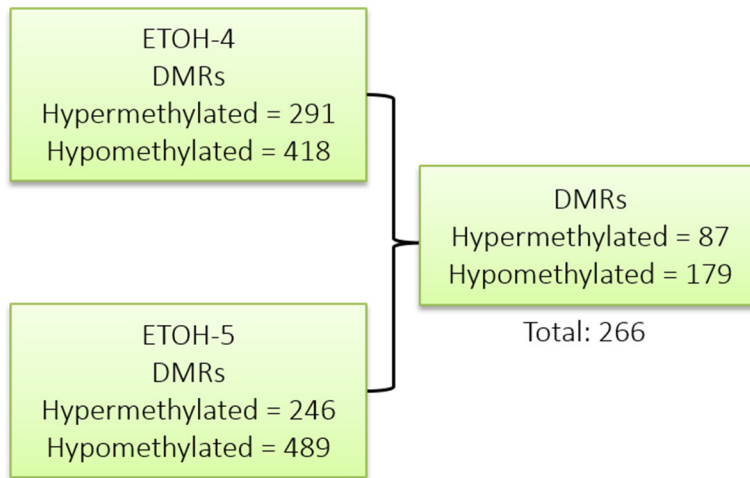 ETOH-4
DMRs
Hypermethylated = 291
Hypomethylated = 418
ETOH-5
DMRs
Hypermethylated = 246
Hypomethylated = 489
DMRs
Hypermethylated = 87
Hypomethylated = 179
Total: 266